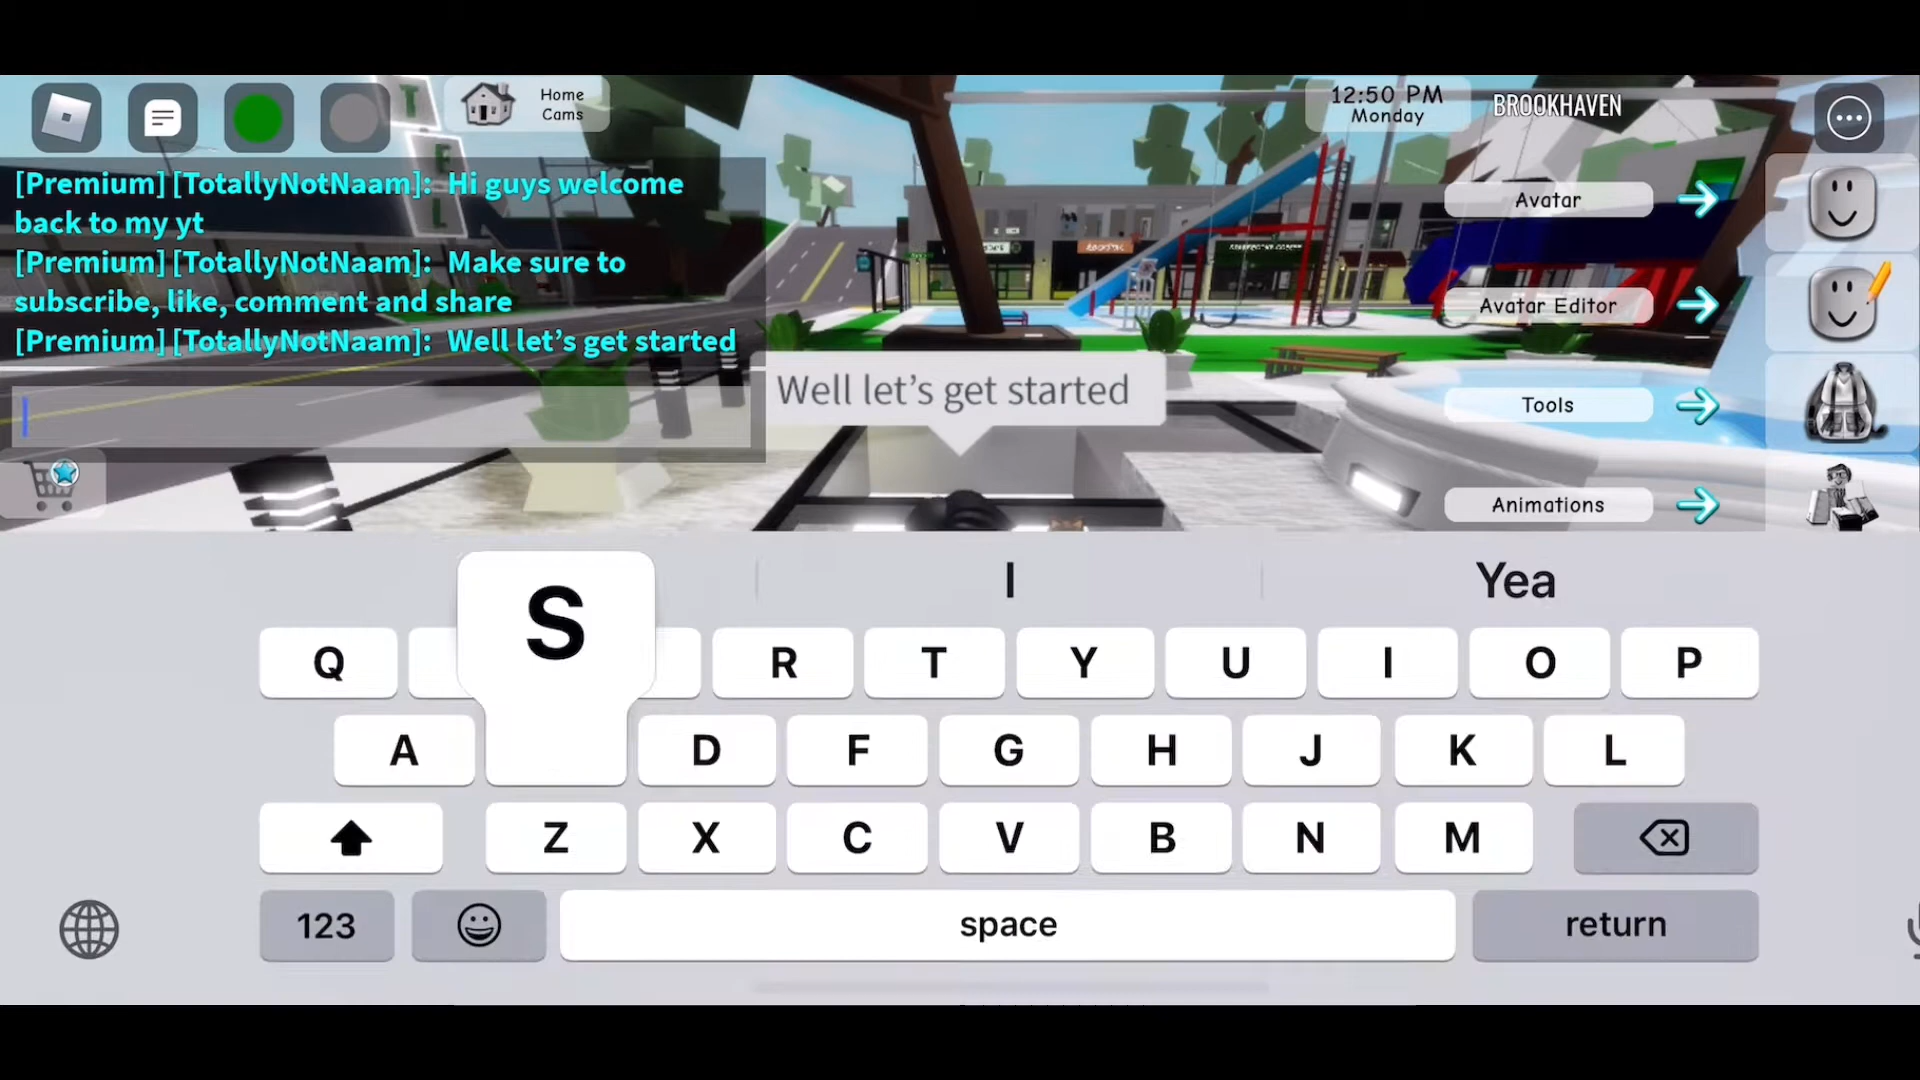 Home
Cams
12:50 PM
Monday
BROOKHAVEN
[Premium] [TotallyNotNaam]: Hi guys welcome
back to my yt
[Premium] [TotallyNotNaam]: Make sure to
subscribe, like, comment and share
[Premium] [TotallyNotNaam]: Well let’s get started
Well let’s get started
Avatar
Avatar Editor
Tools
Animations
T
E
L
S
I
Yea
Q R T Y U I O P
A D F G H J K L
Z X C V B N M
123
space
return